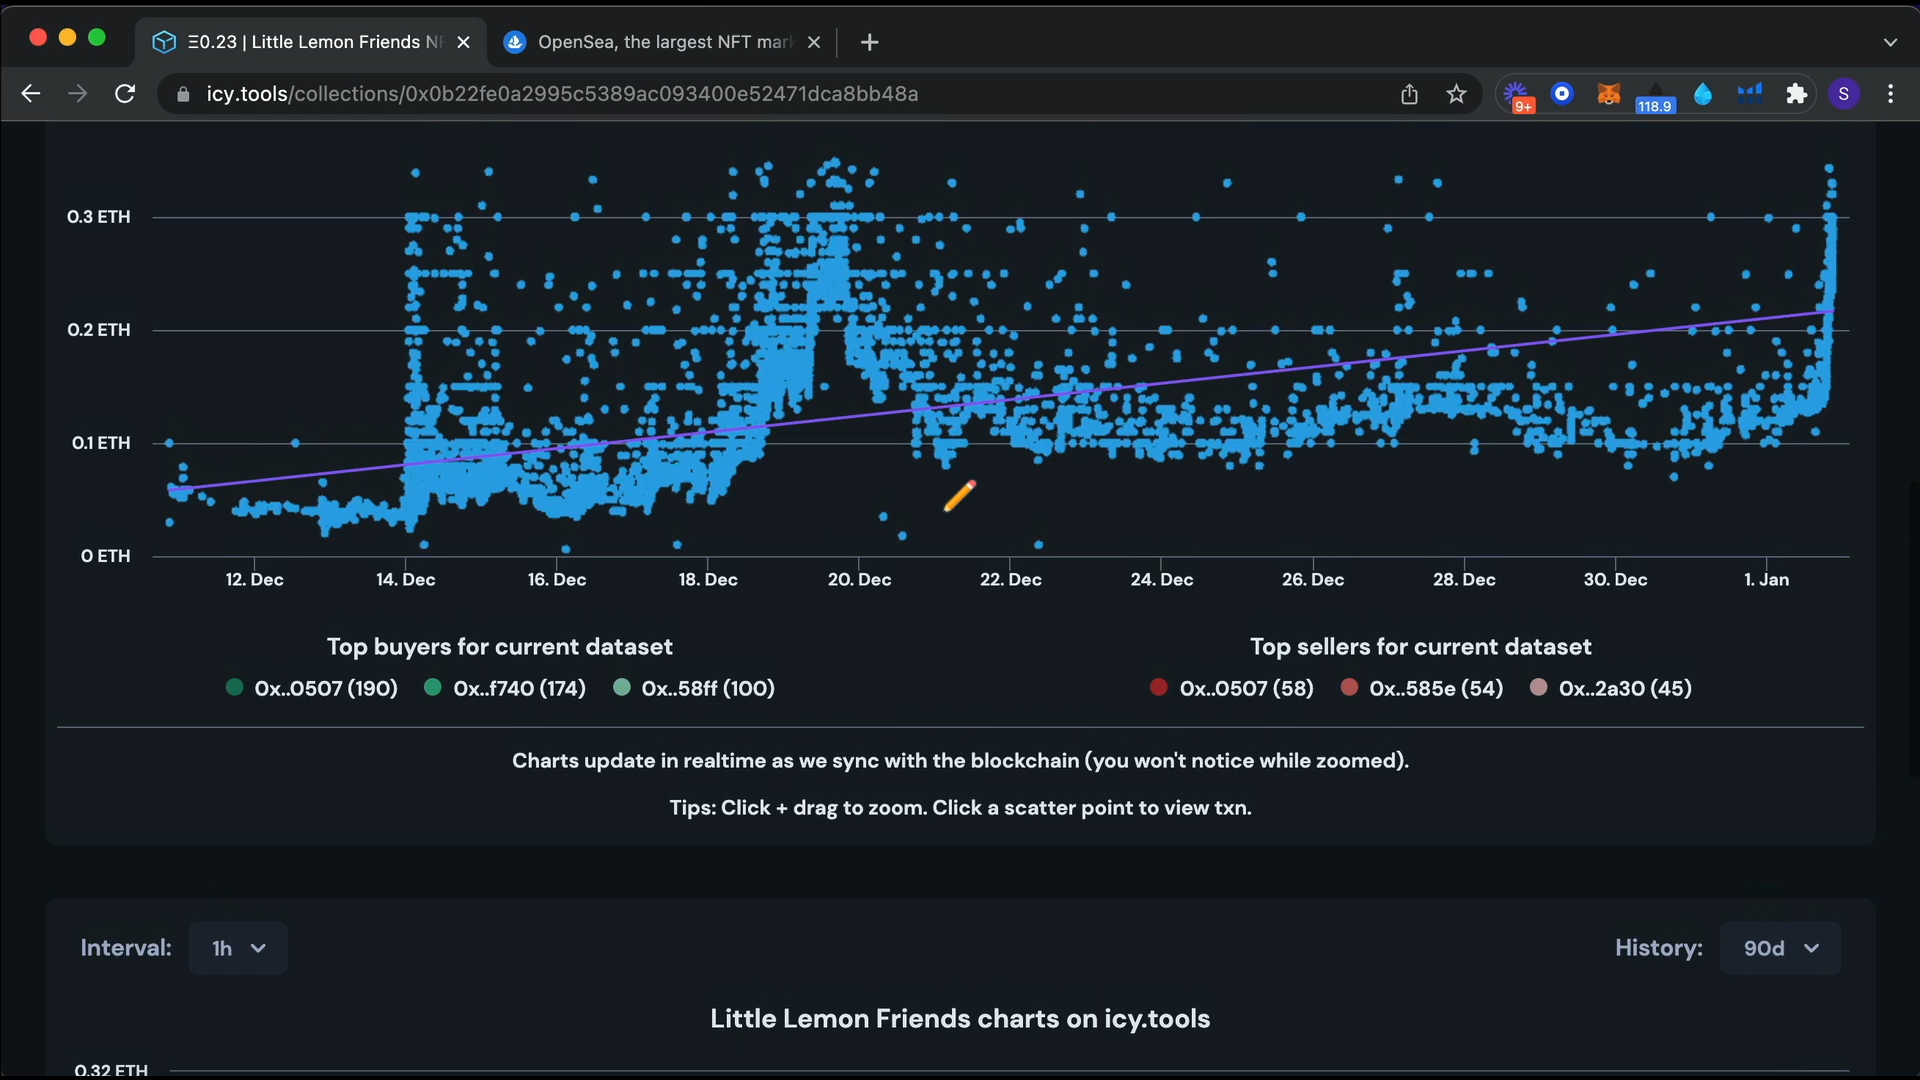 Ξ0.23 | Little Lemon Friends NF
OpenSea, the largest NFT mar
icy.tools/collections/0x0b22fe0a2995c5389ac093400e52471dca8bb48a
9+
118.9
S
0.3 ETH
0.2 ETH
0.1 ETH
0 ETH
12. Dec 14. Dec 16. Dec 18. Dec 20. Dec 22. Dec 24. Dec 26. Dec 28. Dec 30. Dec 1. Jan
Top buyers for current dataset
0x..0507 (190) 0x..f740 (174) 0x..58ff (100)
Top sellers for current dataset
0x..0507 (58) 0x..585e (54) 0x..2a30 (45)
Charts update in realtime as we sync with the blockchain (you won't notice while zoomed).
Tips: Click + drag to zoom. Click a scatter point to view txn.
Interval: 1h
History: 90d
Little Lemon Friends charts on icy.tools
0.32 ETH